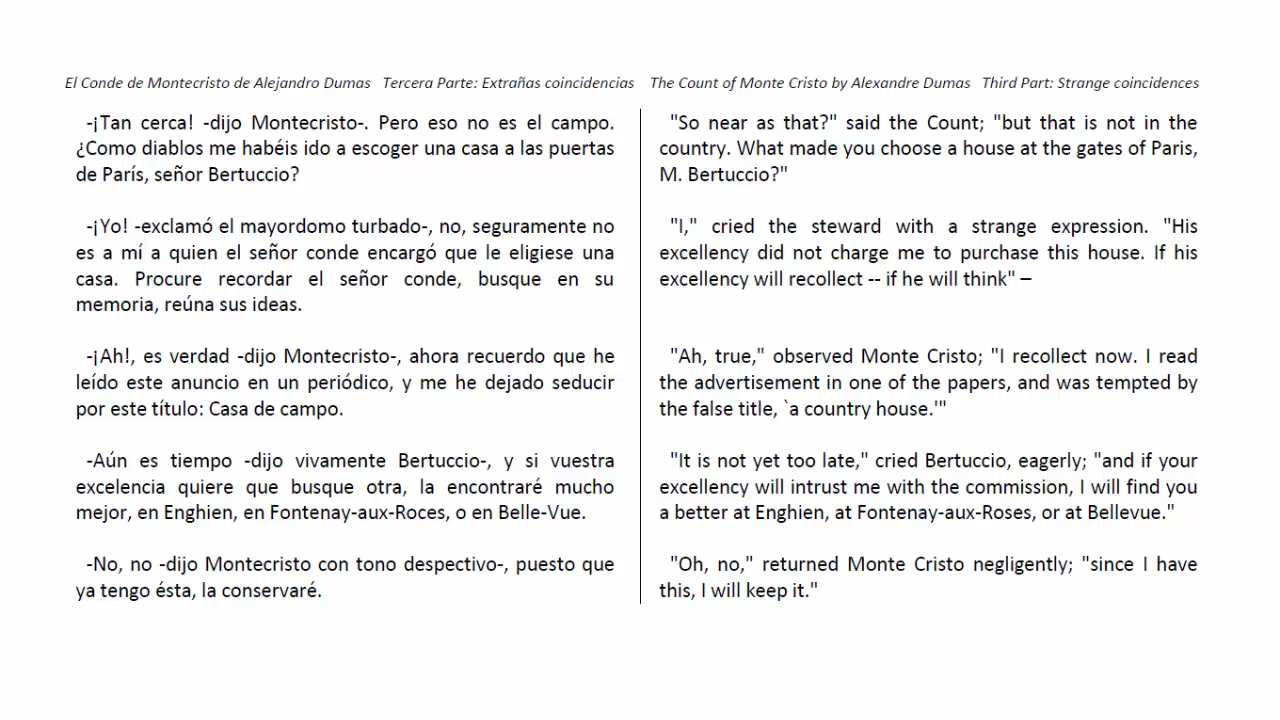 El Conde de Montecristo de Alejandro Dumas   Tercera Parte: Extrañas coincidencias
-¡Tan cerca! -dijo Montecristo-. Pero eso no es el campo.
¿Como diablos me habéis ido a escoger una casa a las puertas
de París, señor Bertuccio?
-¡Yo! -exclamó el mayordomo turbado-, no, seguramente no
es a mí a quien el señor conde encargó que le eligiese una
casa. Procure recordar el señor conde, busque en su
memoria, reúna sus ideas.
-¡Ah!, es verdad -dijo Montecristo-, ahora recuerdo que he
leído este anuncio en un periódico, y me he dejado seducir
por este título: Casa de campo.
-Aún es tiempo -dijo vivamente Bertuccio-, y si vuestra
excelencia quiere que busque otra, la encontraré mucho
mejor, en Enghien, en Fontenay-aux-Roces, o en Belle-Vue.
-No, no -dijo Montecristo con tono despectivo-, puesto que
ya tengo ésta, la conservaré.
The Count of Monte Cristo by Alexandre Dumas   Third Part: Strange coincidences
"So near as that?" said the Count; "but that is not in the
country. What made you choose a house at the gates of Paris,
M. Bertuccio?"
"I," cried the steward with a strange expression. "His
excellency did not charge me to purchase this house. If his
excellency will recollect -- if he will think" –
"Ah, true," observed Monte Cristo; "I recollect now. I read
the advertisement in one of the papers, and was tempted by
the false title, `a country house.'"
"It is not yet too late," cried Bertuccio, eagerly; "and if your
excellency will intrust me with the commission, I will find you
a better at Enghien, at Fontenay-aux-Roses, or at Bellevue."
"Oh, no," returned Monte Cristo negligently; "since I have
this, I will keep it."